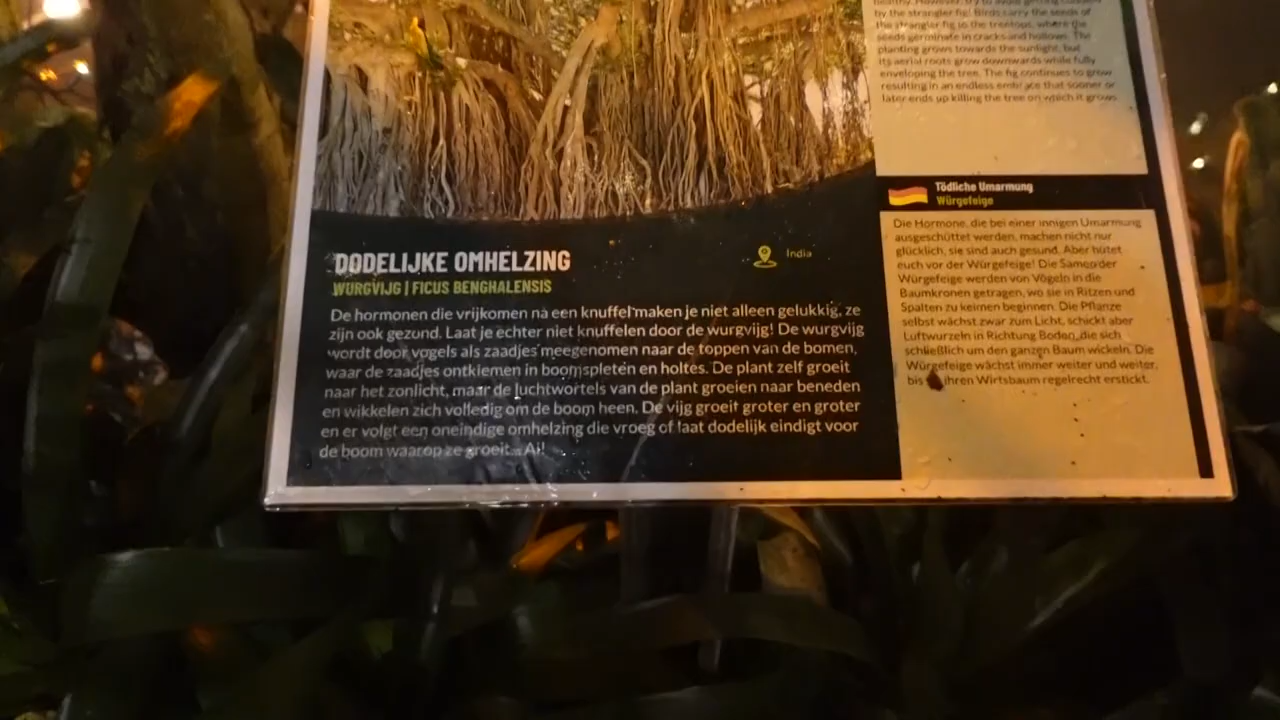 DODELIJKE OMHELZING
WURGVIJG | FICUS BENGHALENSIS
India
De hormonen die vrijkomen na een knuffel maken je niet alleen gelukkig, ze
zijn ook gezond. Laat je echter niet knuffelen door de wurgvijg! De wurgvijg
wordt door vogels als zaadjes meegenomen naar de toppen van de bomen,
waar de zaadjes ontkiemen in boomspleten en holtes. De plant zelf groeit
naar het zonlicht, maar de luchtwortels van de plant groeien naar beneden
en wikkelen zich volledig om de boom heen. De vijg groeit groter en groter
en er volgt een oneindige omhelzing die vroeg of laat dodelijk eindigt voor
de boom waarop ze groeit... Ai!
by the strangler fig! Birds carry the seeds of
the strangler fig to the treetops, where the
seeds germinate in cracks and hollows. The
planting grows towards the sunlight, but
its aerial roots grow downwards while fully
enveloping the tree. The fig continues to grow
resulting in an endless embrace that sooner or
later ends up killing the tree on which it grows
Tödliche Umarmung
Würgefeige
Die Hormone, die bei einer innigen Umarmung
ausgeschüttet werden, machen nicht nur
glücklich, sie sind auch gesund. Aber hütet
euch vor der Würgefeige! Die Samen der
Würgefeige werden von Vögeln in die
Baumkronen getragen, wo sie in Ritzen und
Spalten zu keimen beginnen. Die Pflanze
selbst wächst zwar zum Licht, schickt aber
Luftwurzeln in Richtung Boden, die sich
schließlich um den ganzen Baum wickeln. Die
Würgefeige wächst immer weiter und weiter,
bis ihren Wirtsbaum regelrecht erstickt.